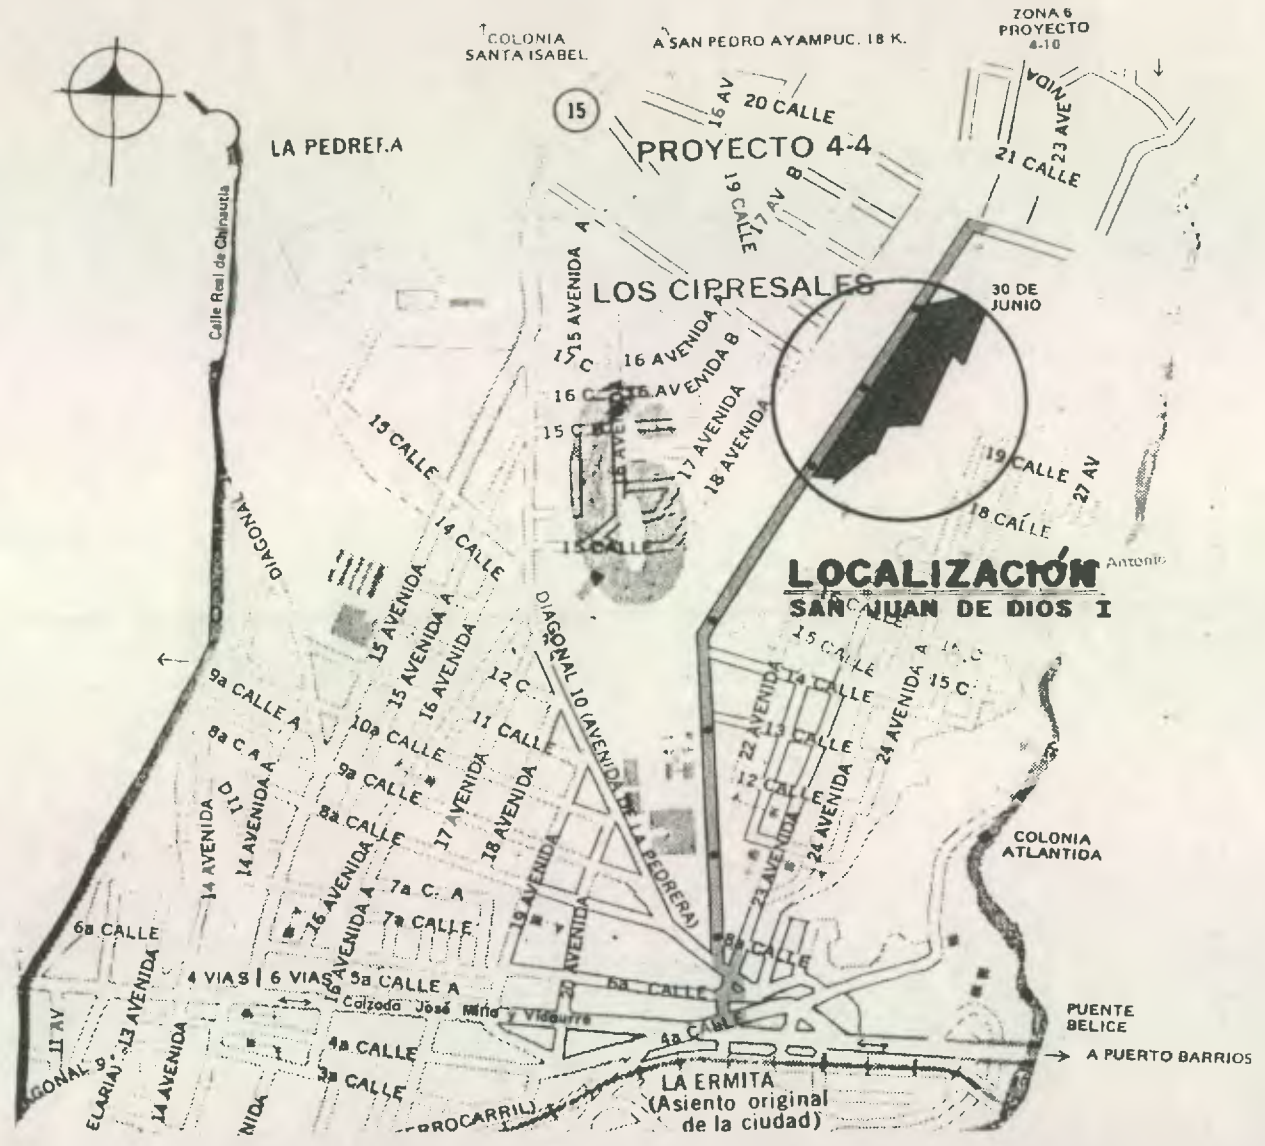 COLONIA
SANTA ISABEL
A SAN PEDRO AYAMPUC. 18 K.
ZONA 6
PROYECTO
4-10
15
16 AV
20 CALLE
23 AVENIDA
21 CALLE
LA PEDRERA
PROYECTO 4-4
19 CALLE
17 AV
B
Calle Real de Chinautla
15 AVENIDA A
LOS CIPRESALES
30 DE
JUNIO
17 C
16 AVENIDA A
16 C
16 AVENIDA B
15 C
16 AVENIDA
17 AVENIDA
18 AVENIDA
15 CALLE
19 CALLE
27 AV
18 CALLE
DIAGONAL
14 CALLE
15 CALLE
LOCALIZACIÓN
SAN JUAN DE DIOS I
Antonio
15 AVENIDA
15 AVENIDA A
16 AVENIDA
DIAGONAL 10 (AVENIDA DE LA PEDRERA)
15 CALLE
15 C
14 CALLE
9a CALLE A
12 C
11 CALLE
10a CALLE
22 AVENIDA
13 CALLE
24 AVENIDA A
8a C A
9a CALLE
12 CALLE
D 11
14 AVENIDA
14 AVENIDA A
8a CALLE
17 AVENIDA
18 AVENIDA
24 AVENIDA
23 AVENIDA
COLONIA
ATLANTIDA
7a C. A
7a CALLE
16 AVENIDA
16 AVENIDA A
19 AVENIDA
20 AVENIDA
8a CALLE
6a CALLE
4 VIAS
6 VIAS
5a CALLE A
6a CALLE
13 AVENIDA
Calzada José Milla y Vidaurre
11 AV
4a CALLE
PUENTE
BELICE
A PUERTO BARRIOS
14 AVENIDA
4a CALLE
3a CALLE
LA ERMITA
(Asiento original
de la ciudad)